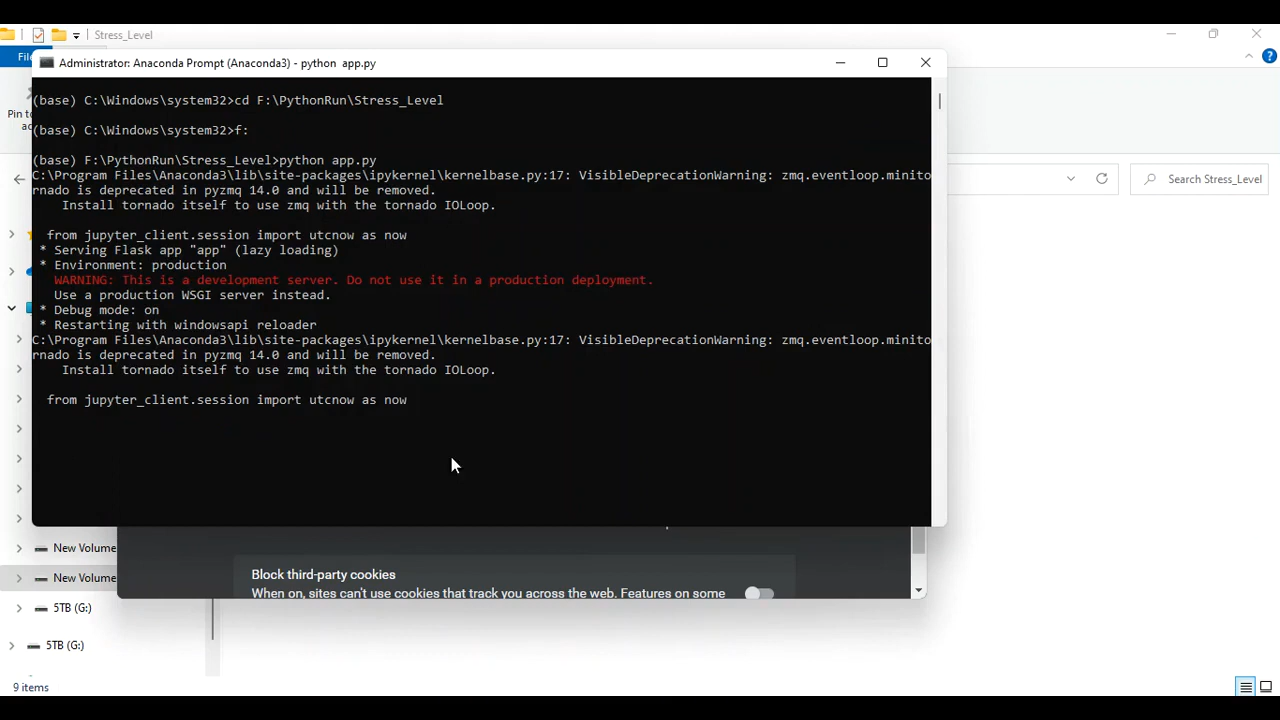 Stress_Level
File
Administrator: Anaconda Prompt (Anaconda3) - python  app.py
(base) C:\Windows\system32>cd F:\PythonRun\Stress_Level
Pin to
(base) C:\Windows\system32>f:
(base) F:\PythonRun\Stress_Level>python app.py
C:\Program Files\Anaconda3\lib\site-packages\ipykernel\kernelbase.py:17: VisibleDeprecationWarning: zmq.eventloop.minito
rnado is deprecated in pyzmq 14.0 and will be removed.
Install tornado itself to use zmq with the tornado IOLoop.
Search Stress_Level
from jupyter_client.session import utcnow as now
* Serving Flask app "app" (lazy loading)
* Environment: production
WARNING: This is a development server. Do not use it in a production deployment.
Use a production WSGI server instead.
* Debug mode: on
* Restarting with windowsapi reloader
C:\Program Files\Anaconda3\lib\site-packages\ipykernel\kernelbase.py:17: VisibleDeprecationWarning: zmq.eventloop.minito
rnado is deprecated in pyzmq 14.0 and will be removed.
Install tornado itself to use zmq with the tornado IOLoop.
from jupyter_client.session import utcnow as now
New Volume
Block third-party cookies
New Volume
When on, sites can't use cookies that track you across the web. Features on some
5TB (G:)
5TB (G:)
9 items